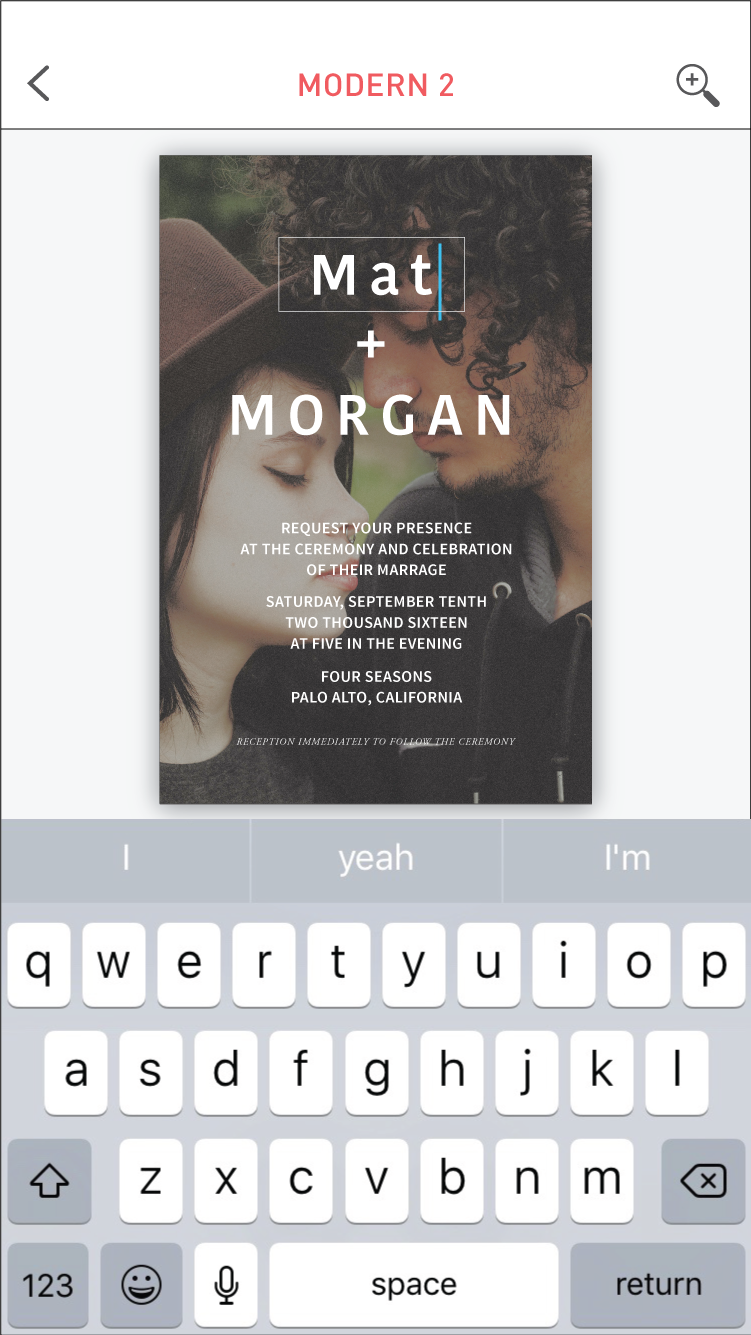 MODERN 2
Mat
+
MORGAN
REQUEST YOUR PRESENCE
AT THE CEREMONY AND CELEBRATION
OF THEIR MARRAGE
SATURDAY, SEPTEMBER TENTH
TWO THOUSAND SIXTEEN
AT FIVE IN THE EVENING
FOUR SEASONS
PALO ALTO, CALIFORNIA
RECEPTION IMMEDIATELY TO FOLLOW THE CEREMONY
I yeah I'm
q w e r t y u i o p
a s d f g h j k l
z x c v b n m
123 space return